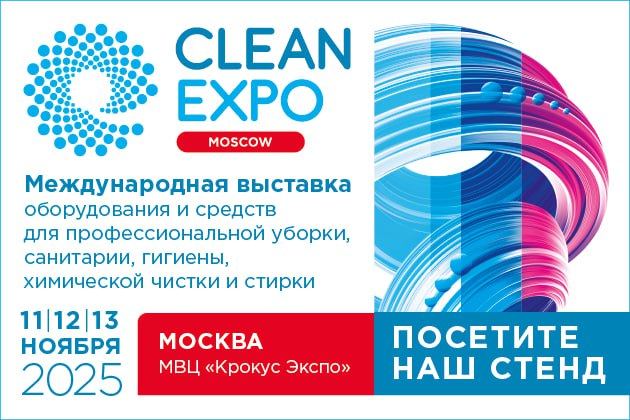 CLEAN
EXPO
MOSCOW
Международная выставка
оборудования и средств
для профессиональной уборки,
санитарии, гигиены,
химической чистки и стирки
11|12|13
НОЯБРЯ
2025
МОСКВА
МВЦ «Крокус Экспо»
ПОСЕТИТЕ
НАШ СТЕНД